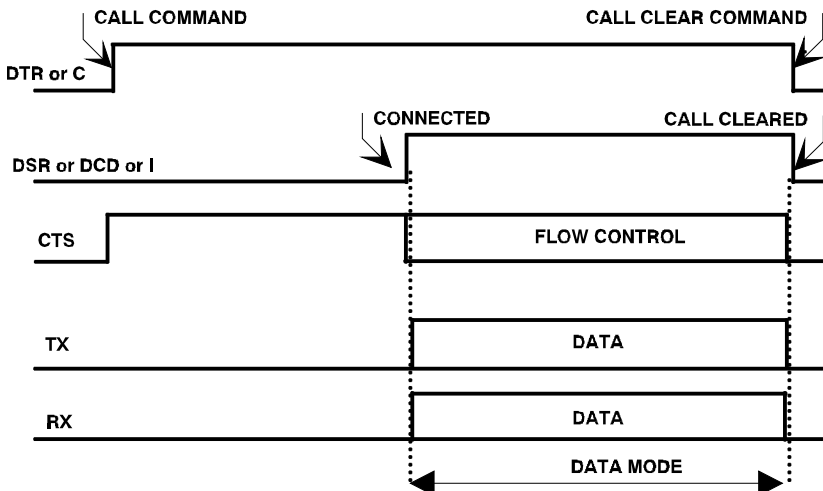 CALL COMMAND
CALL CLEAR COMMAND
DTR or C
CONNECTED
CALL CLEARED
DSR or DCD or I
CTS
FLOW CONTROL
TX
DATA
RX
DATA
DATA MODE